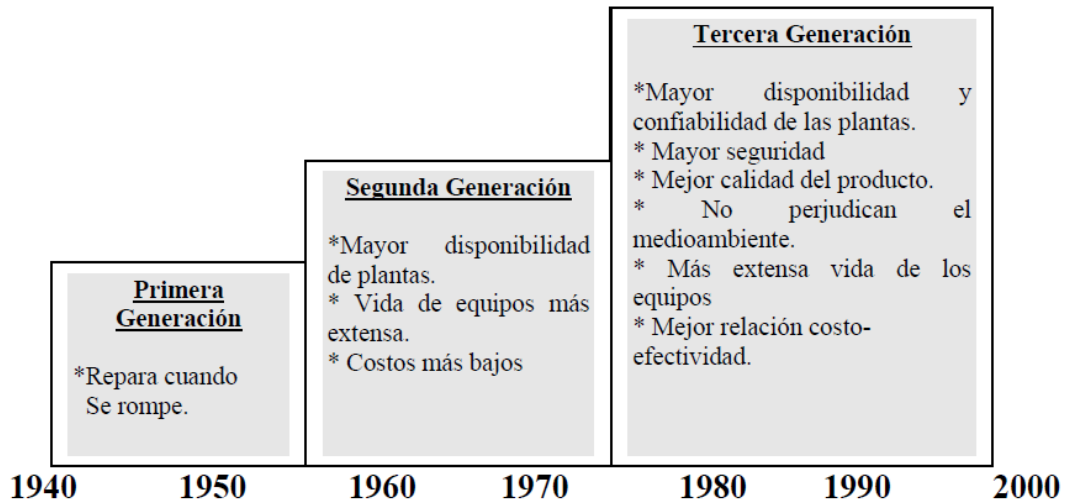 Tercera Generación
*Mayor disponibilidad y
confiabilidad de las plantas.
* Mayor seguridad
* Mejor calidad del producto.
* No perjudican el
medioambiente.
* Más extensa vida de los
equipos
* Mejor relación costo-
efectividad.
Segunda Generación
*Mayor disponibilidad
de plantas.
* Vida de equipos más
extensa.
* Costos más bajos
Primera
Generación
*Repara cuando
Se rompe.
1940 1950 1960 1970 1980 1990 2000